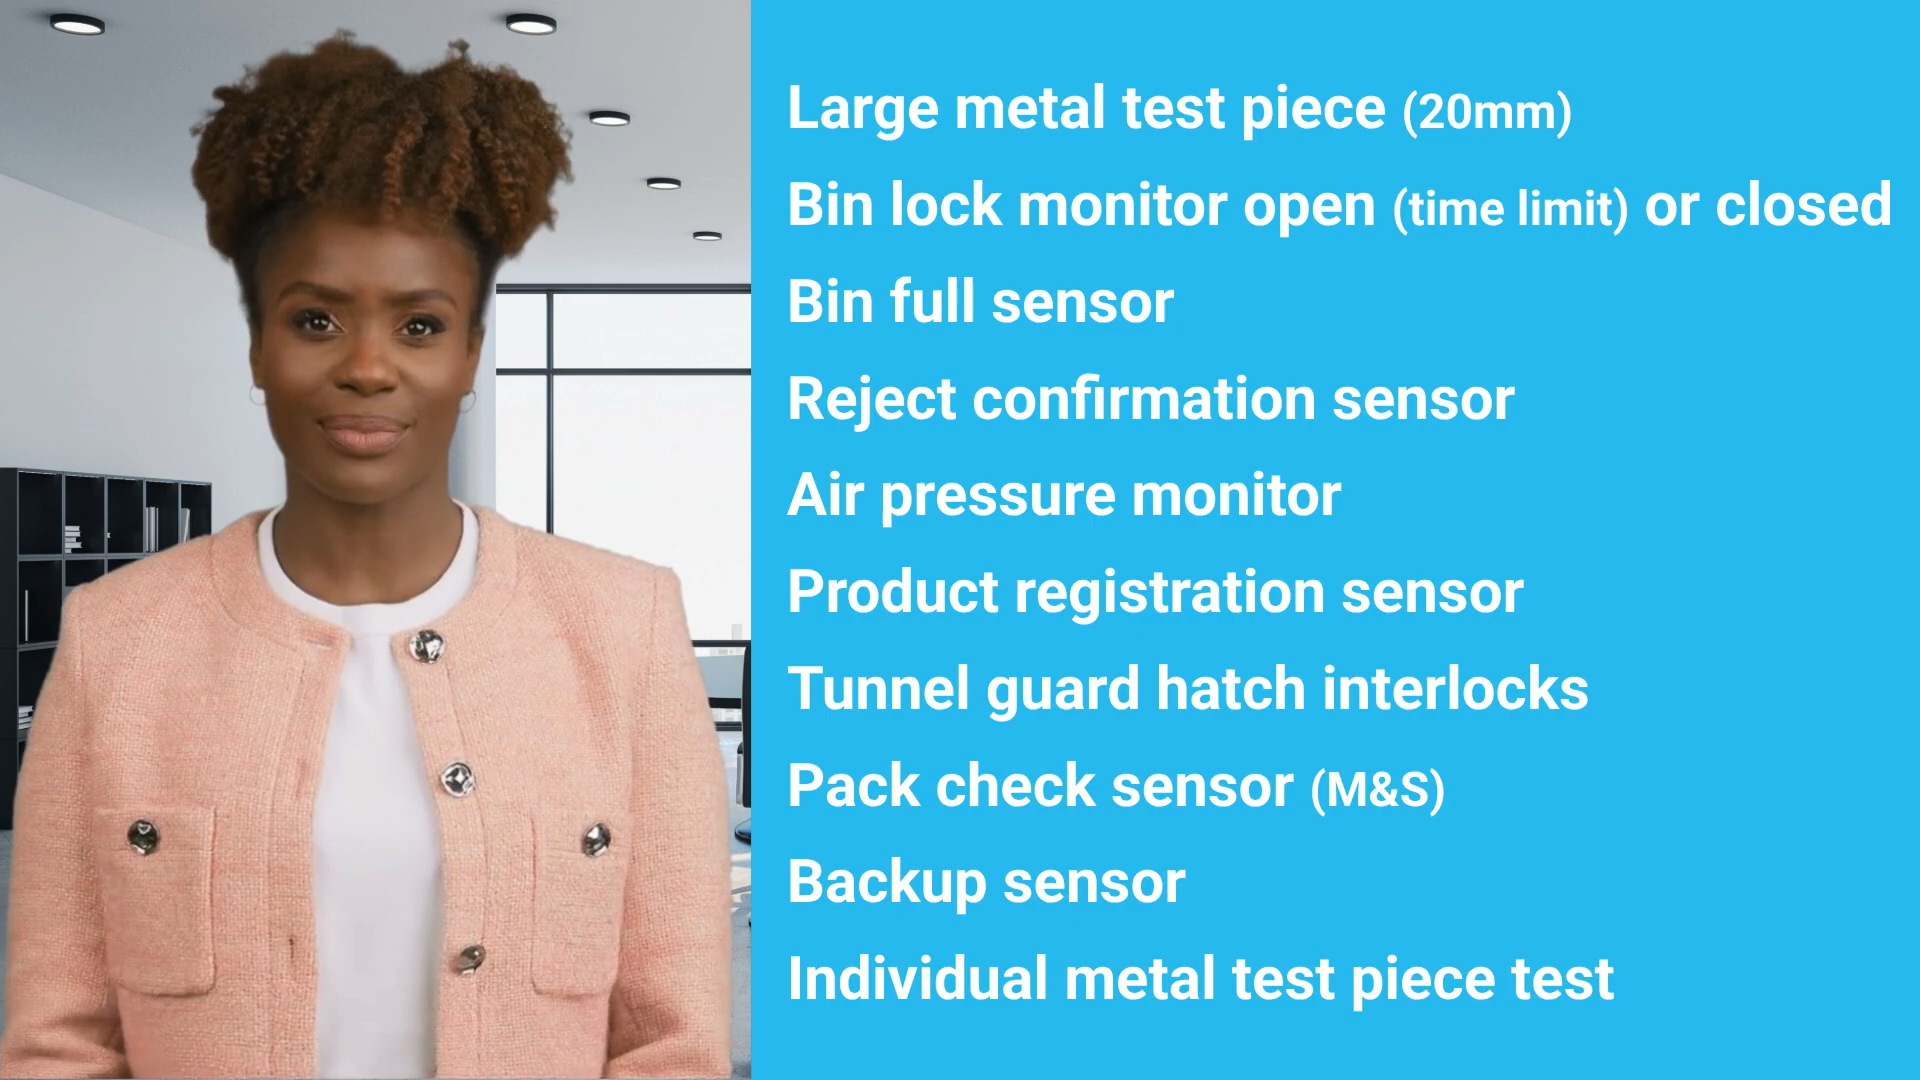 Large metal test piece (20mm)
Bin lock monitor open (time limit) or closed
Bin full sensor
Reject confirmation sensor
Air pressure monitor
Product registration sensor
Tunnel guard hatch interlocks
Pack check sensor (M&S)
Backup sensor
Individual metal test piece test